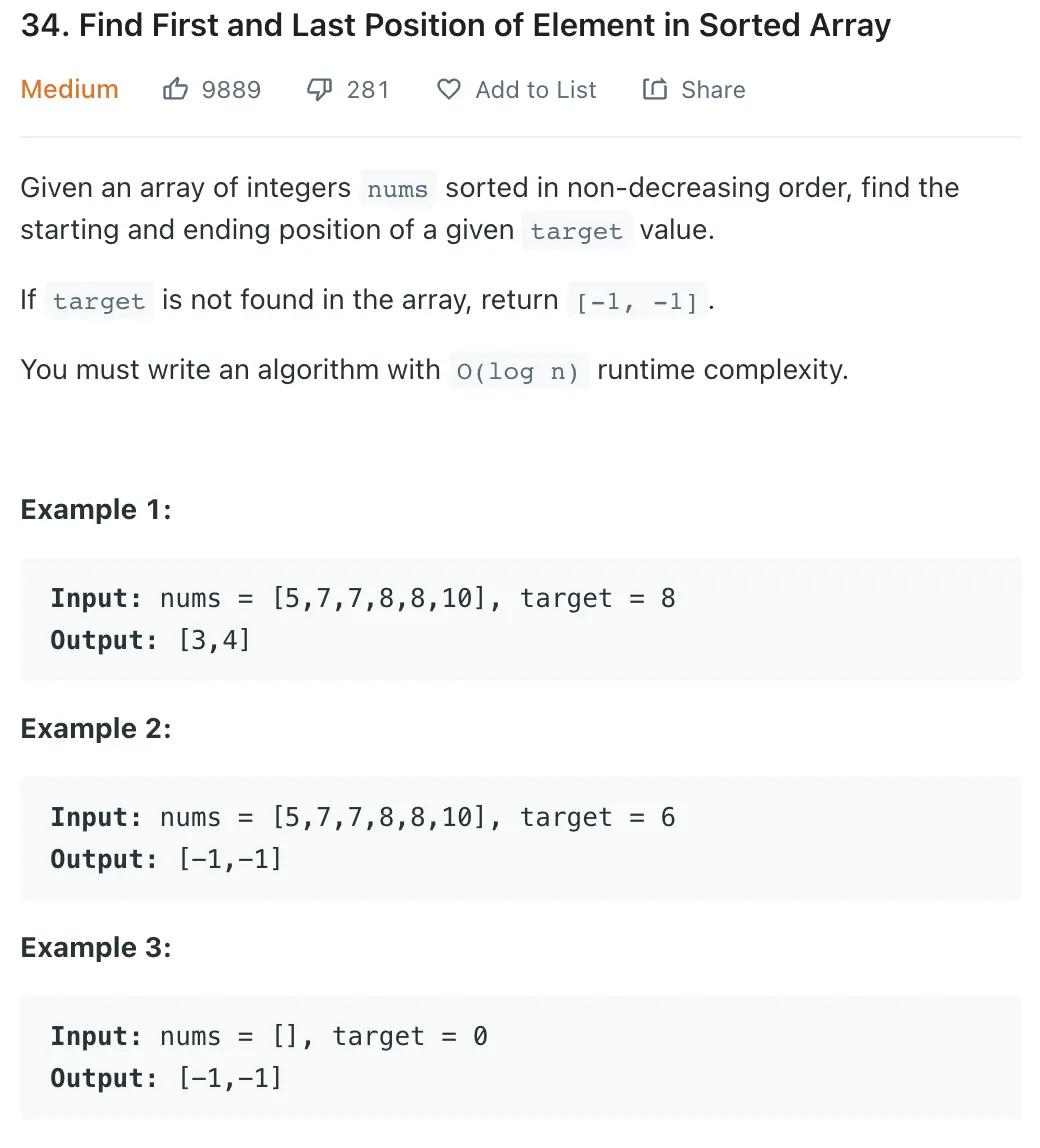 34. Find First and Last Position of Element in Sorted Array
Medium 9889 281 Add to List Share
Given an array of integers nums sorted in non-decreasing order, find the
starting and ending position of a given target value.
If target is not found in the array, return [-1, -1].
You must write an algorithm with O(log n) runtime complexity.
Example 1:
Input: nums = [5,7,7,8,8,10], target = 8
Output: [3,4]
Example 2:
Input: nums = [5,7,7,8,8,10], target = 6
Output: [-1,-1]
Example 3:
Input: nums = [], target = 0
Output: [-1,-1]